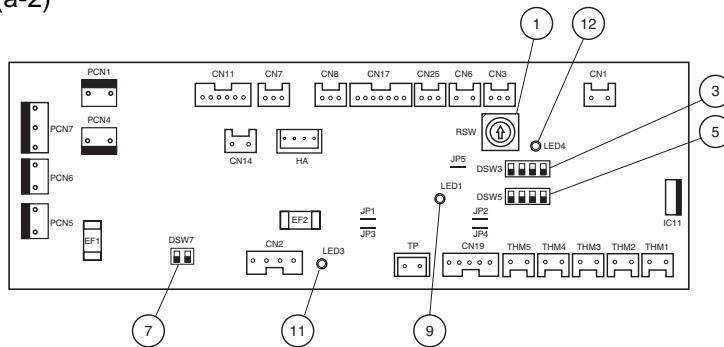 (a-2)
1
12
PCN1
CN11
CN7
CN8
CN17
CN25
CN6
CN3
CN1
3
PCN7
PCN4
RSW
LED4
5
CN14
HA
JP5
DSW3
PCN6
LED1
DSW5
PCN5
EF1
EF2
JP1
JP3
JP2
JP4
IC11
DSW7
CN2
LED3
TP
CN19
THM5
THM4
THM3
THM2
THM1
7
11
9